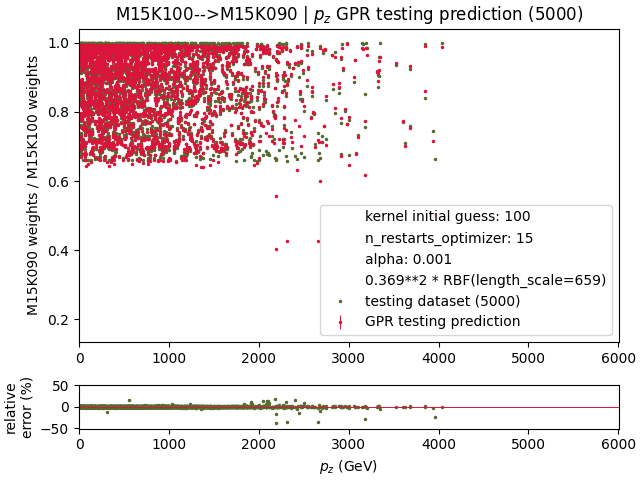 M15K100-->M15K090 | p_z GPR testing prediction (5000)
M15K090 weights / M15K100 weights
1.0
0.8
0.6
0.4
0.2
kernel initial guess: 100
n_restarts_optimizer: 15
alpha: 0.001
0.369**2 * RBF(length_scale=659)
testing dataset (5000)
GPR testing prediction
0 1000 2000 3000 4000 5000 6000
relative
error (%)
50
0
−50
0 1000 2000 3000 4000 5000 6000
p_z (GeV)